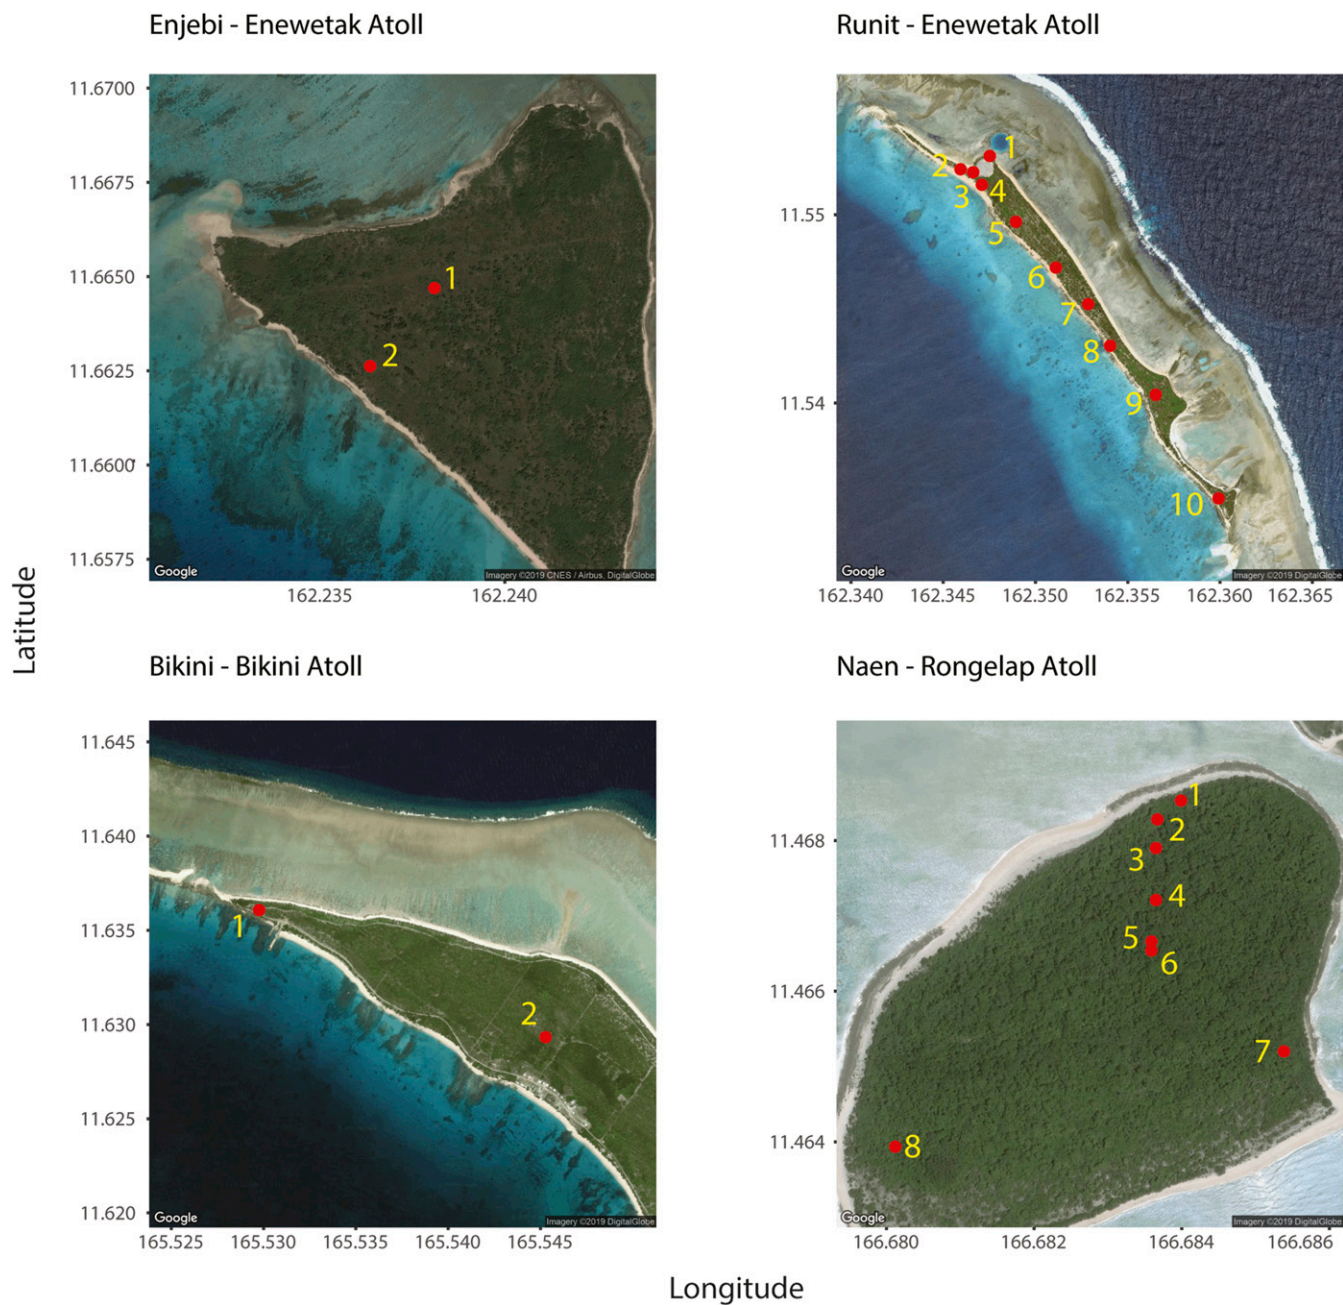 Enjebi - Enewetak Atoll
11.6700
11.6675
11.6650
11.6625
11.6600
11.6575
1
2
Google
Imagery ©2019 CNES / Airbus, DigitalGlobe
162.235 162.240
Runit - Enewetak Atoll
11.55
11.54
1
2
3
4
5
6
7
8
9
10
Google
Imagery ©2019 DigitalGlobe
162.340 162.345 162.350 162.355 162.360 162.365
Latitude
Bikini - Bikini Atoll
11.645
11.640
11.635
11.630
11.625
11.620
1
2
Google
Imagery ©2019 DigitalGlobe
165.525 165.530 165.535 165.540 165.545
Naen - Rongelap Atoll
11.468
11.466
11.464
1
2
3
4
5
6
7
8
Google
Imagery ©2019 DigitalGlobe
166.680 166.682 166.684 166.686
Longitude